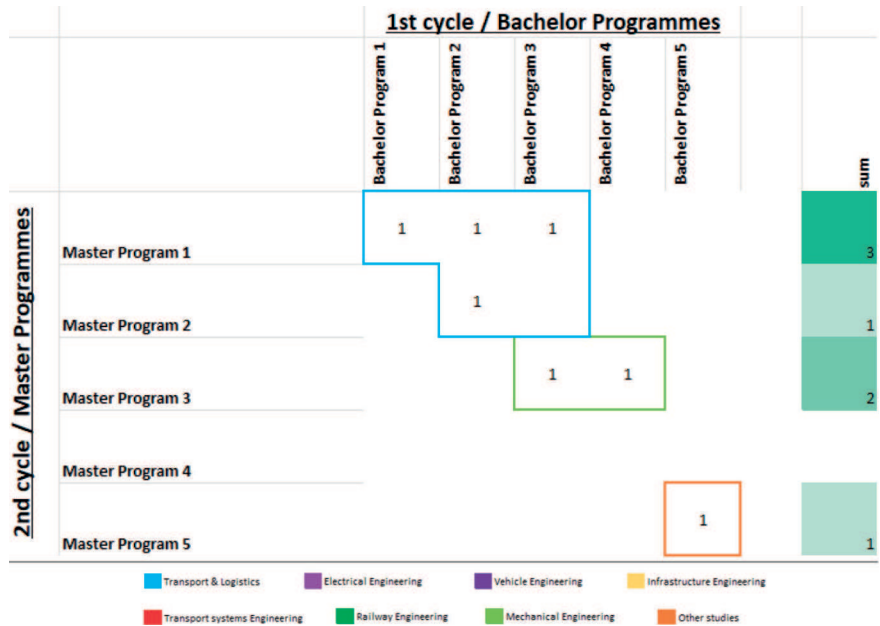 1st cycle / Bachelor Programmes
Bachelor Program 1
Bachelor Program 2
Bachelor Program 3
Bachelor Program 4
Bachelor Program 5
sum
2nd cycle / Master Programmes
Master Program 1 1 1 1 3
Master Program 2 1 1
Master Program 3 1 1 2
Master Program 4
Master Program 5 1 1
Transport & Logistics Electrical Engineering Vehicle Engineering Infrastructure Engineering
Transport systems Engineering Railway Engineering Mechanical Engineering Other studies